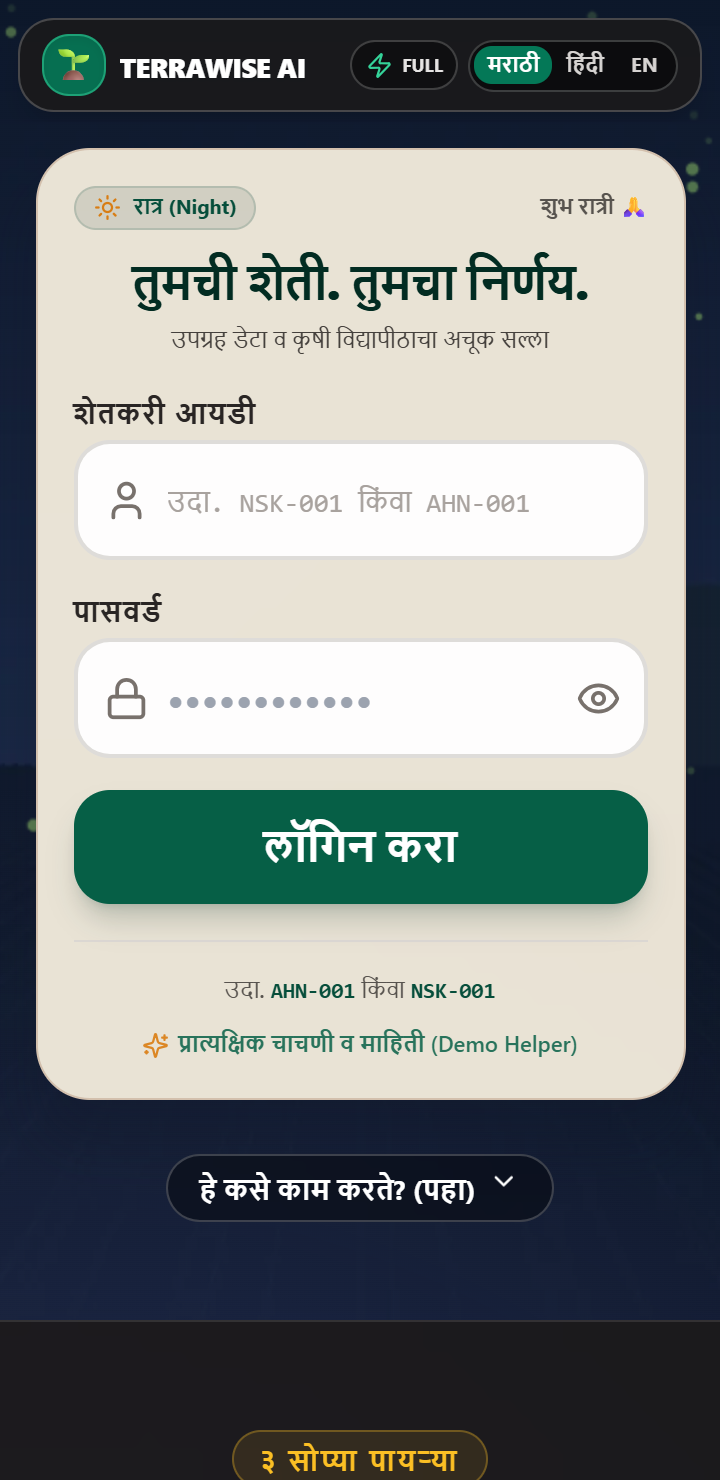 TERRAWISE AI
FULL
मराठी हिंदी EN
रात्र (Night)
शुभ रात्री 🙏
तुमची शेती. तुमचा निर्णय.
उपग्रह डेटा व कृषी विद्यापीठाचा अचूक सल्ला
शेतकरी आयडी
उदा. NSK-001 किंवा AHN-001
पासवर्ड
••••••••••••
लॉगिन करा
उदा. AHN-001 किंवा NSK-001
प्रात्यक्षिक चाचणी व माहिती (Demo Helper)
हे कसे काम करते? (पहा)
३ सोप्या पायऱ्या